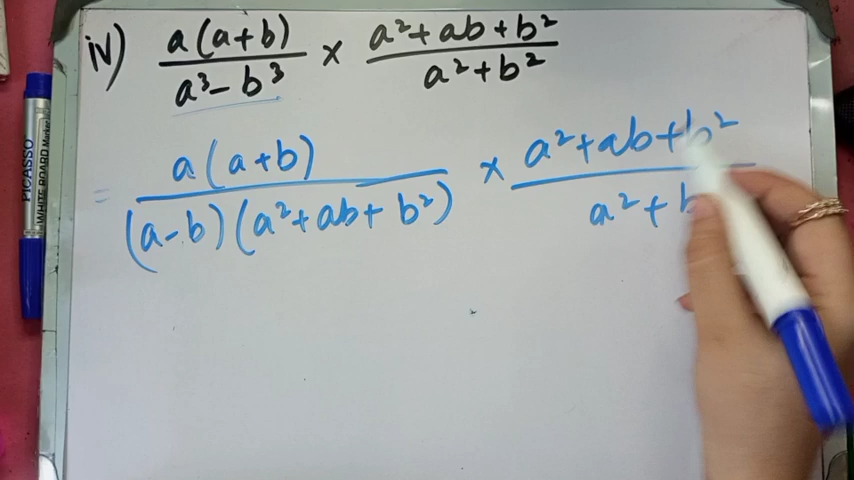 iv) a(a+b)/a³-b³ × a²+ab+b²/a²+b²
= a(a+b)/(a-b)(a²+ab+b²) × a²+ab+b²/a²+b
PICASSO
WHITE BOARD Marker